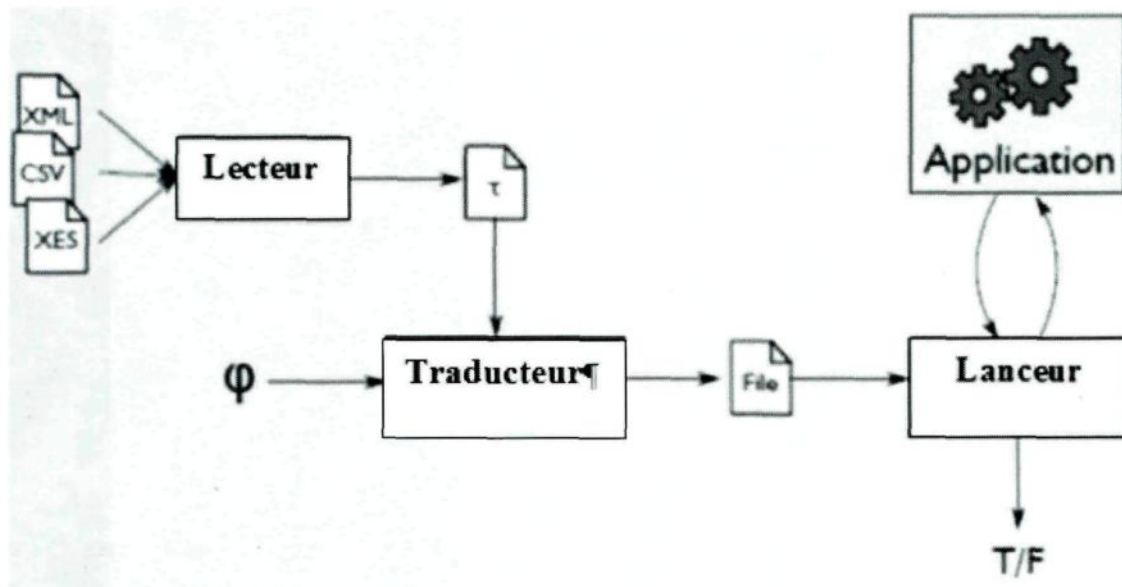 XML
CSV
XES
Lecteur
τ
Application
φ
Traducteur¶
File
Lanceur
T/F